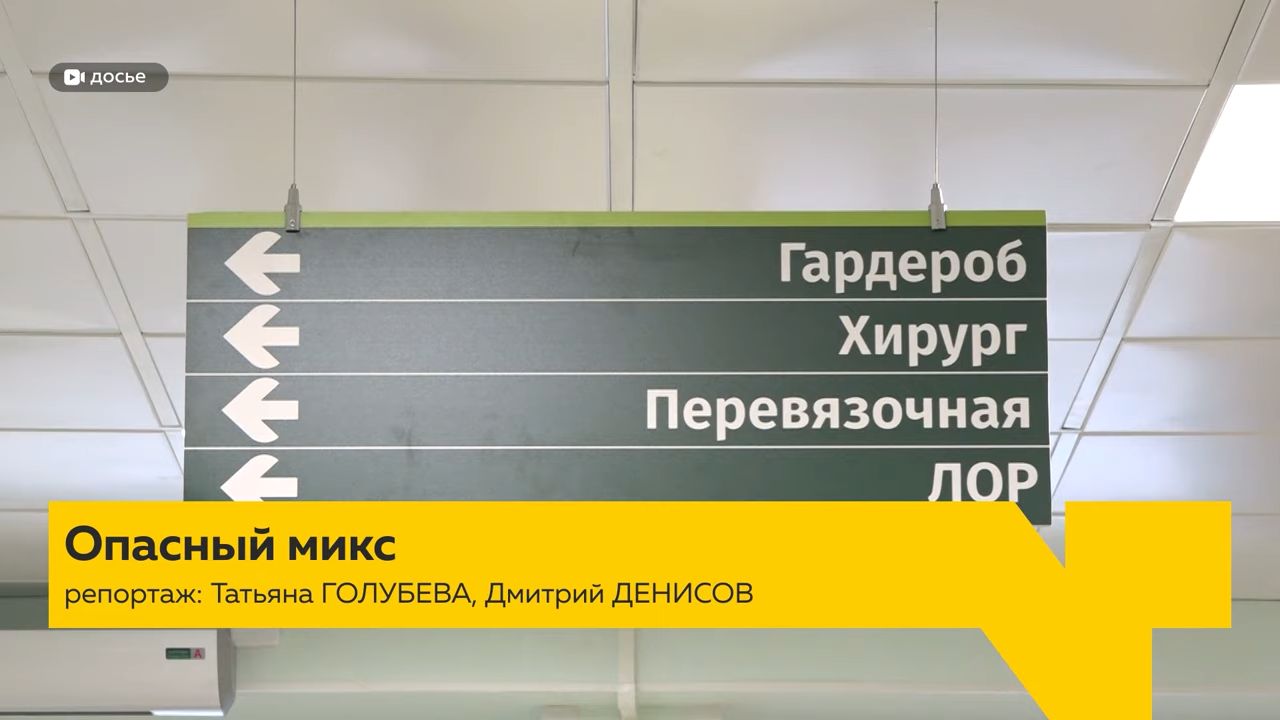 досье
Гардероб
Хирург
Перевязочная
ЛОР
Опасный микс
репортаж: Татьяна ГОЛУБЕВА, Дмитрий ДЕНИСОВ
A